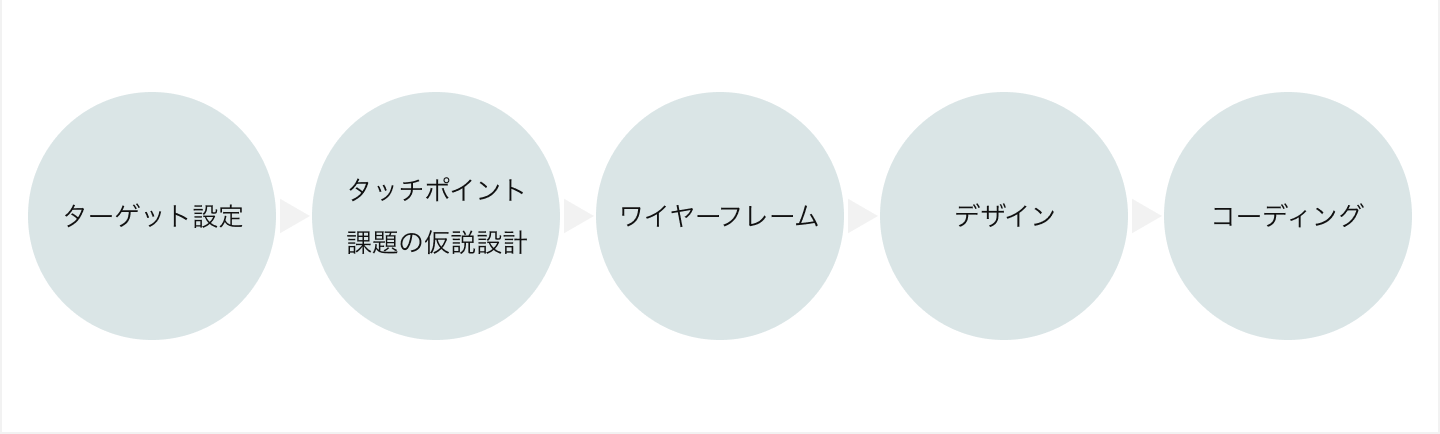 ターゲット設定
タッチポイント
課題の仮説設計
ワイヤーフレーム
デザイン
コーディング